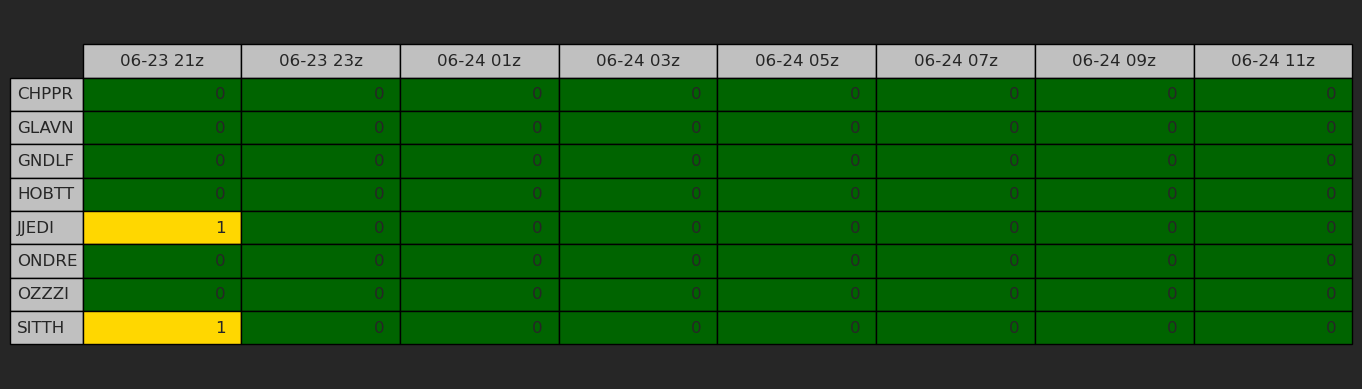 06-23 21z 06-23 23z 06-24 01z 06-24 03z 06-24 05z 06-24 07z 06-24 09z 06-24 11z
CHPPR 0 0 0 0 0 0 0 0
GLAVN 0 0 0 0 0 0 0 0
GNDLF 0 0 0 0 0 0 0 0
HOBTT 0 0 0 0 0 0 0 0
JJEDI 1 0 0 0 0 0 0 0
ONDRE 0 0 0 0 0 0 0 0
OZZZI 0 0 0 0 0 0 0 0
SITTH 1 0 0 0 0 0 0 0